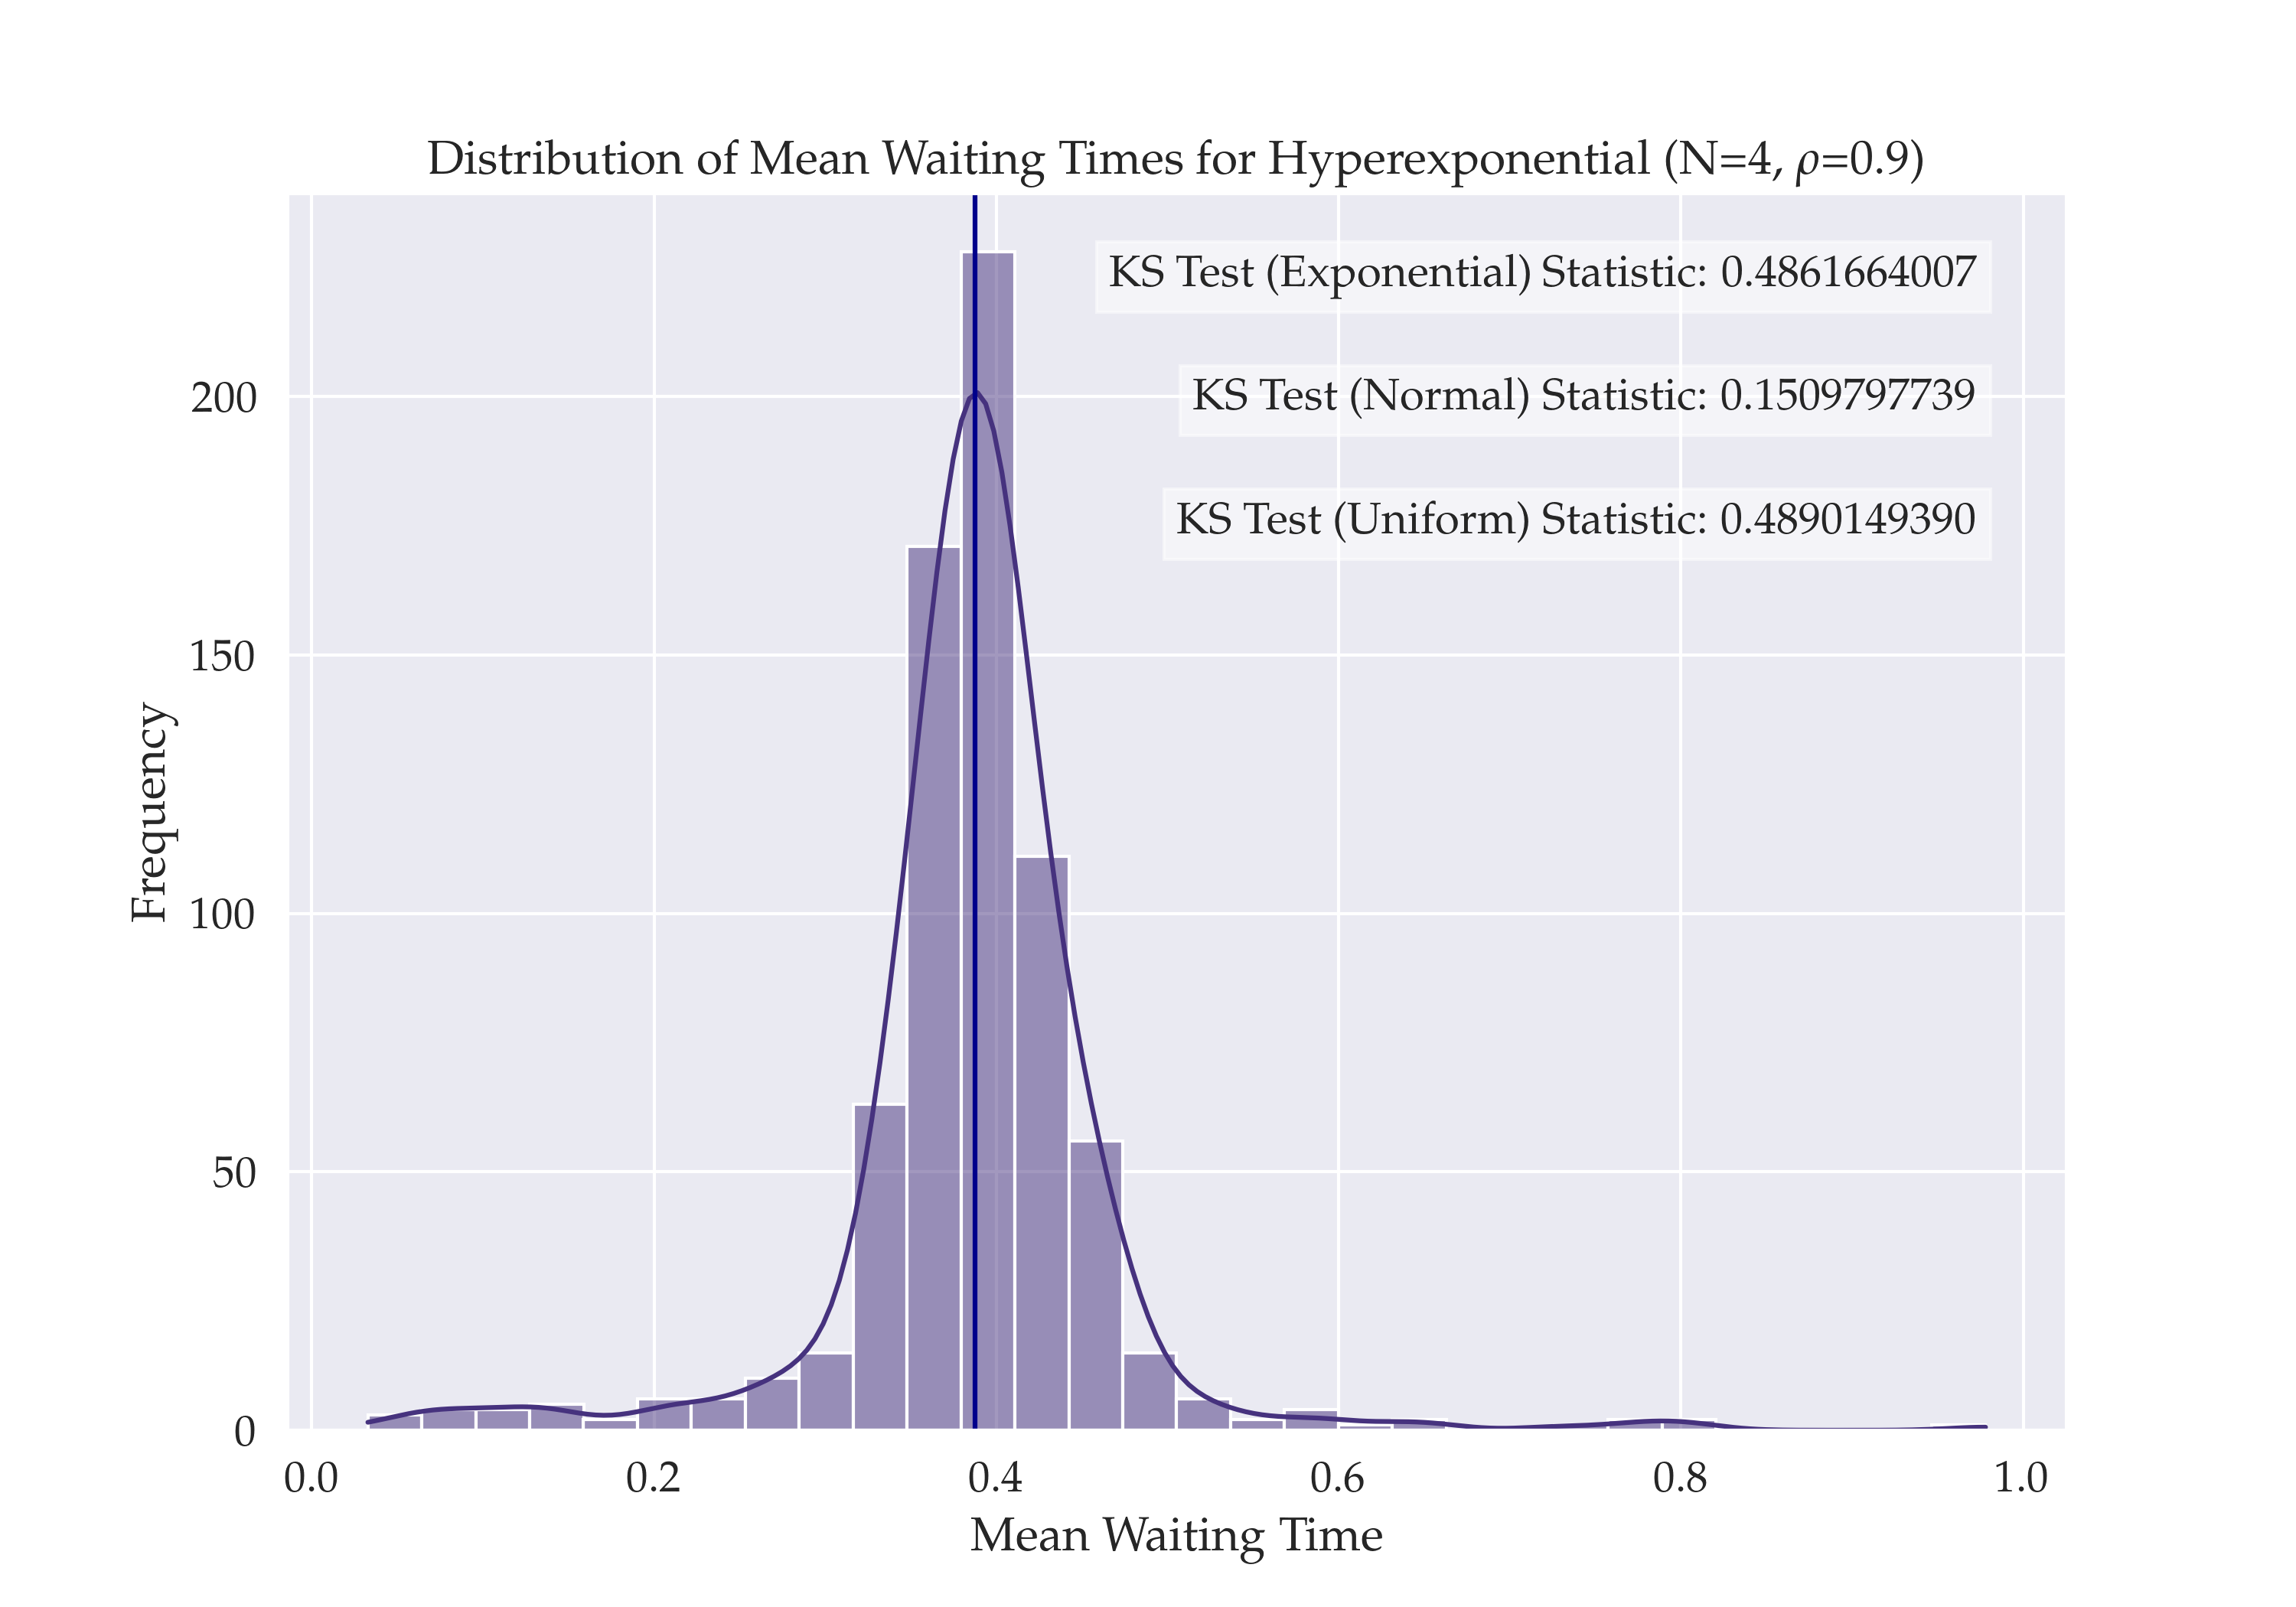 Distribution of Mean Waiting Times for Hyperexponential (N=4, ρ=0.9)
KS Test (Exponential) Statistic: 0.4861664007
KS Test (Normal) Statistic: 0.1509797739
KS Test (Uniform) Statistic: 0.4890149390
200
150
100
50
0
Frequency
0.0 0.2 0.4 0.6 0.8 1.0
Mean Waiting Time